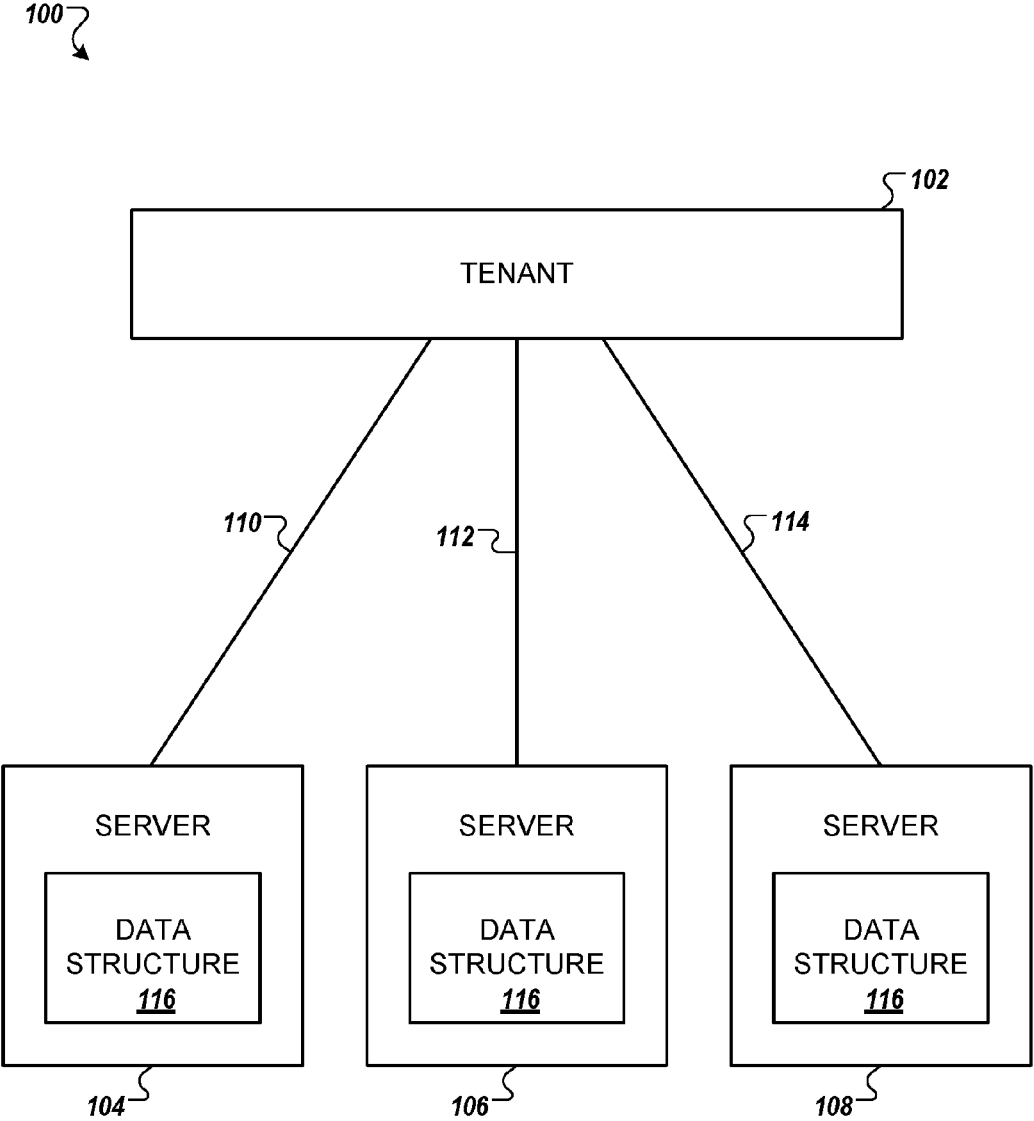 100
102
TENANT
110
112
114
SERVER
SERVER
SERVER
DATA
STRUCTURE
116
DATA
STRUCTURE
116
DATA
STRUCTURE
116
104
106
108